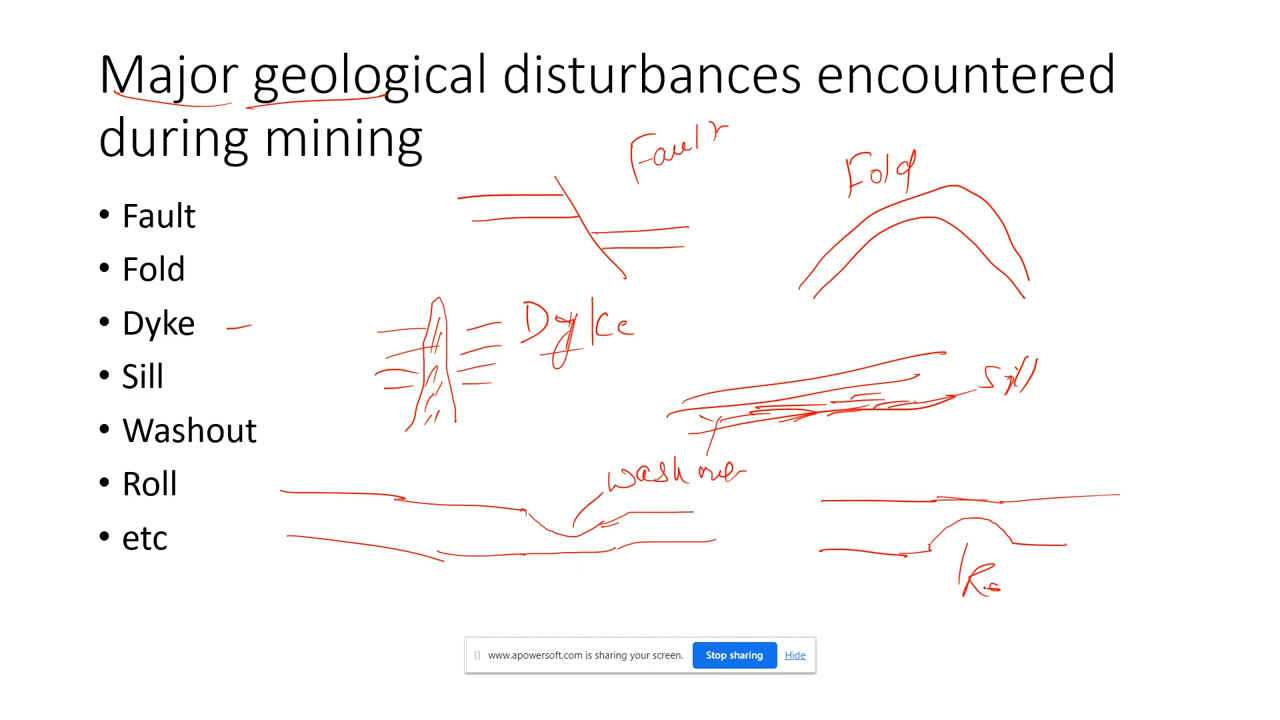 Major geological disturbances encountered
during mining
• Fault
• Fold
• Dyke
• Sill
• Washout
• Roll
• etc
Fault
Fold
Dyke
Sill
www.apowersoft.com is sharing your screen.
Stop sharing
Hide